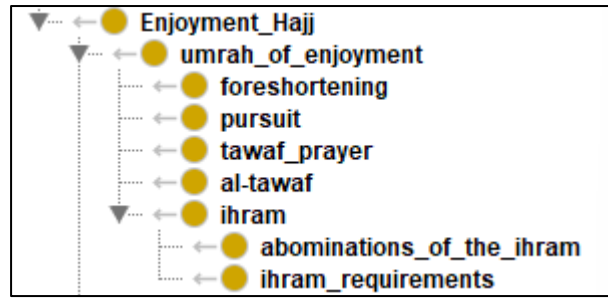 Enjoyment_Hajj
umrah_of_enjoyment
foreshortening
pursuit
tawaf_prayer
al-tawaf
ihram
abominations_of_the_ihram
ihram_requirements